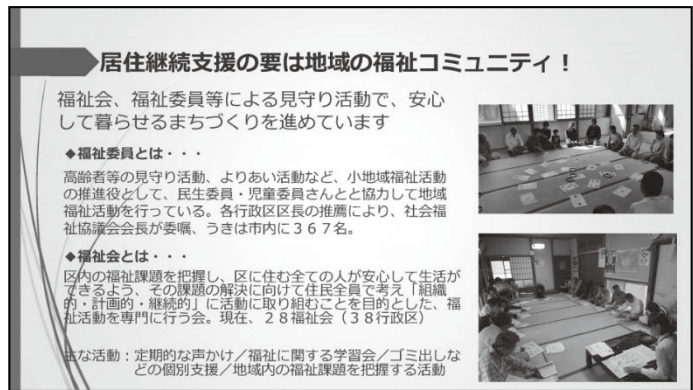 居住継続支援の要は地域の福祉コミュニティ！
福祉会、福祉委員等による見守り活動で、安心
して暮らせるまちづくりを進めています
◆福祉委員とは・・・
高齢者等の見守り活動、よりあい活動など、小地域福祉活動
の推進役として、民生委員・児童委員さんとと協力して地域
福祉活動を行っている。各行政区区長の推薦により、社会福
祉協議会会長が委嘱、うきは市内に３６７名。
◆福祉会とは・・・
区内の福祉課題を把握し、区に住む全ての人が安心して生活が
できるよう、その課題の解決に向けて住民全員で考え「組織
的・計画的・継続的」に活動に取り組むことを目的とした、福
祉活動を専門に行う会。現在、２８福祉会（３８行政区）
主な活動：定期的な声かけ／福祉に関する学習会／ゴミ出しな
どの個別支援／地域内の福祉課題を把握する活動